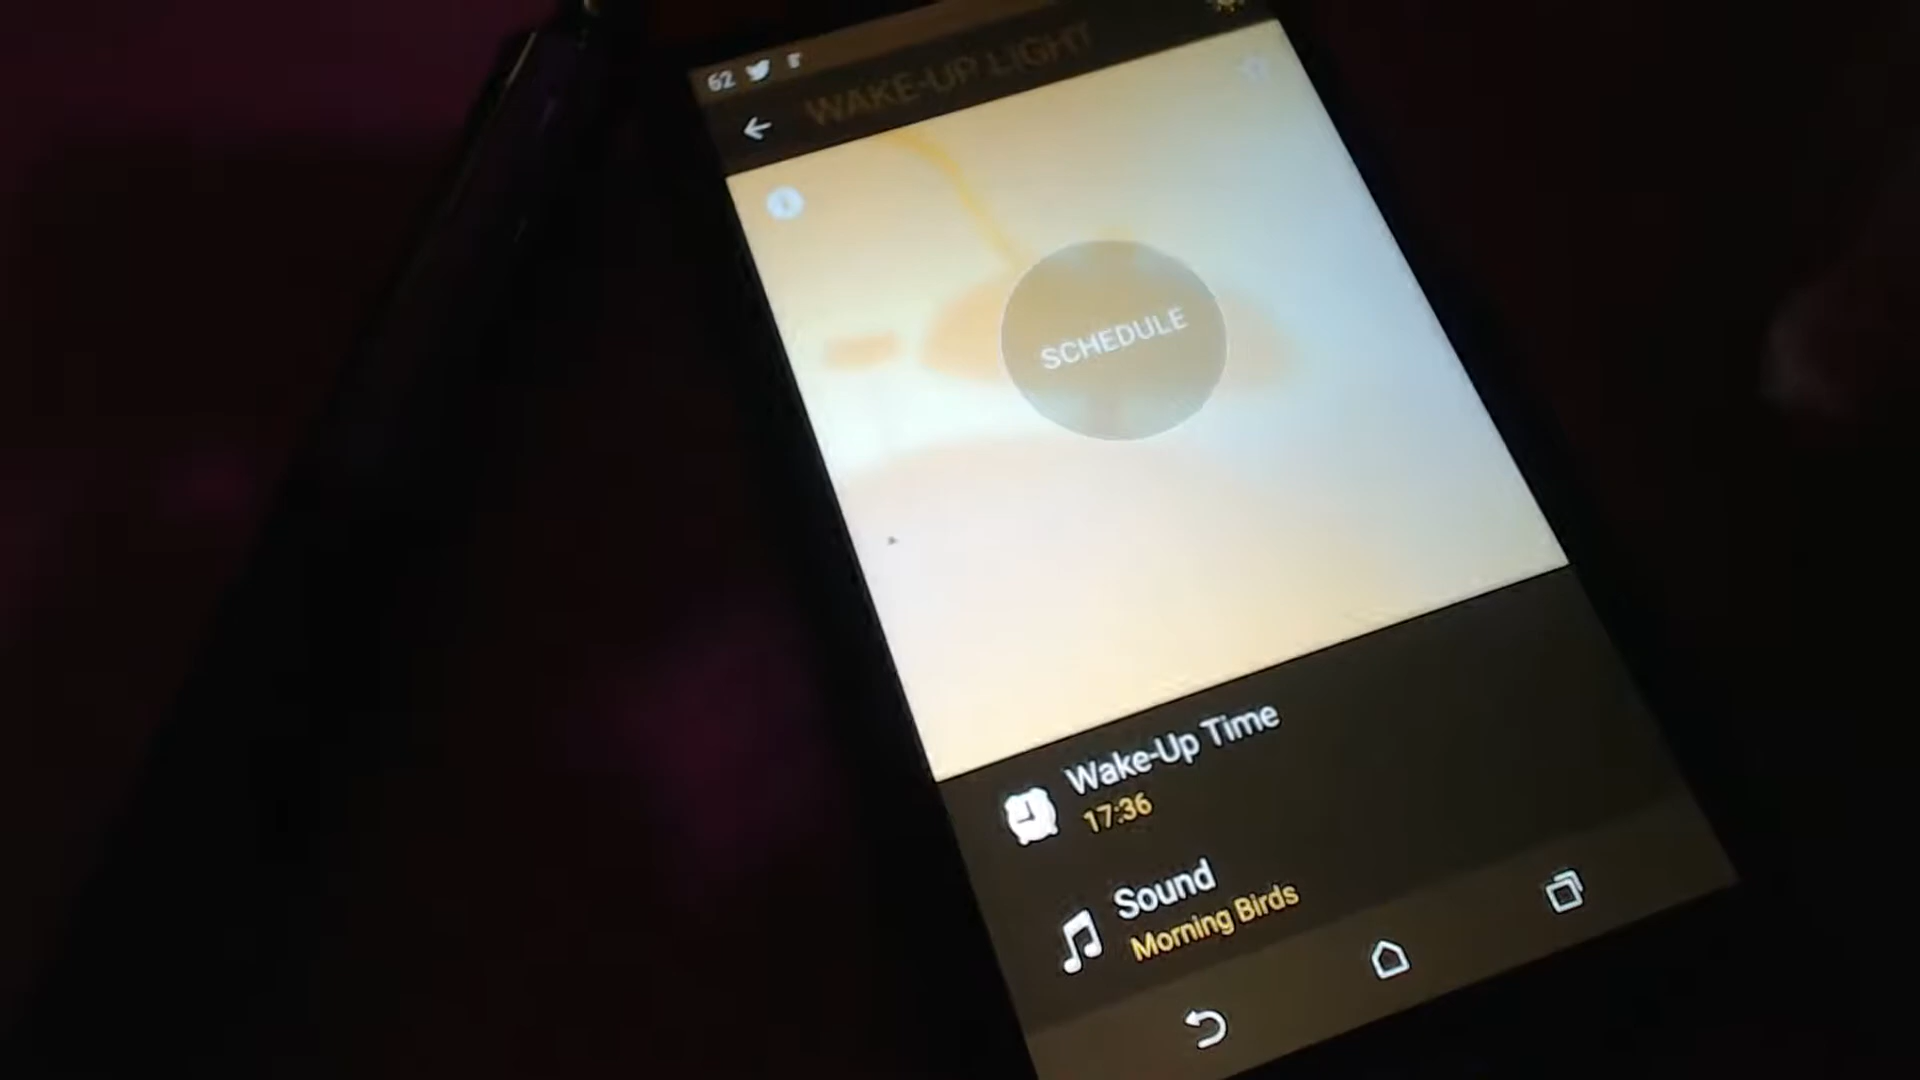 62
WAKE-UP LIGHT
SCHEDULE
Wake-Up Time
17:36
Sound
Morning Birds